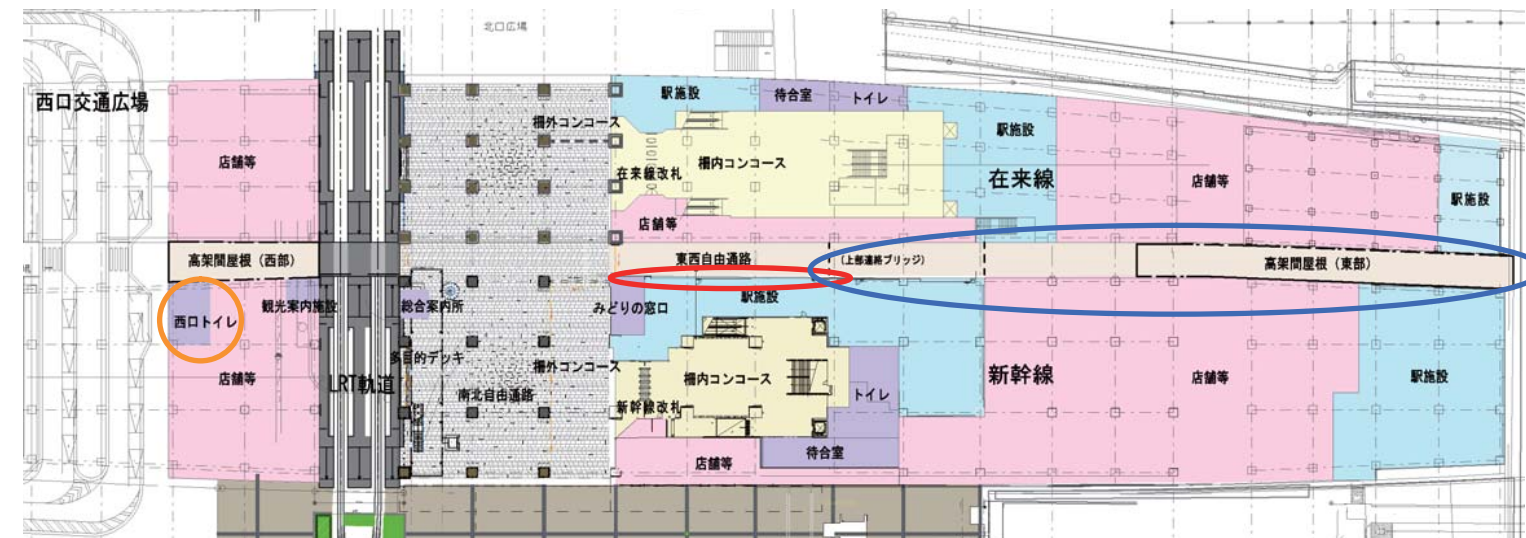 北口広場
西口交通広場
駅施設
待合室
トイレ
柵外コンコース
駅施設
店舗等
柵内コンコース
在来線改札
在来線
店舗等
駅施設
店舗等
高架間屋根（西部）
東西自由通路
（上部連絡ブリッジ）
高架間屋根（東部）
観光案内施設
総合案内所
みどりの窓口
駅施設
西口トイレ
多目的デッキ
柵外コンコース
店舗等
LRT軌道
南北自由通路
柵内コンコース
新幹線
店舗等
駅施設
トイレ
新幹線改札
待合室
店舗等